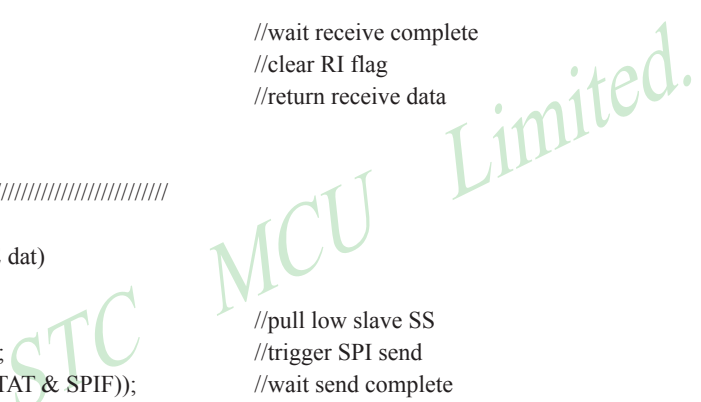 //wait receive complete
//clear RI flag
//return receive data
//////////////////////////
dat)
//pull low slave SS
; //trigger SPI send
TAT & SPIF)); //wait send complete
STC MCU Limited.